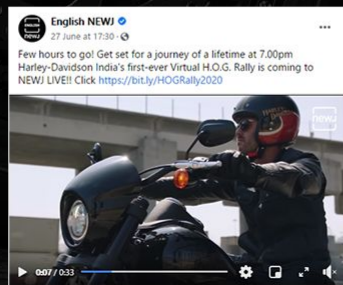 English NEWJ
27 June at 17:30 ·
Few hours to go! Get set for a journey of a lifetime at 7.00pm
Harley-Davidson India's first-ever Virtual H.O.G. Rally is coming to
NEWJ LIVE!! Click https://bit.ly/HOGRally2020
newj
0:07 / 0:33